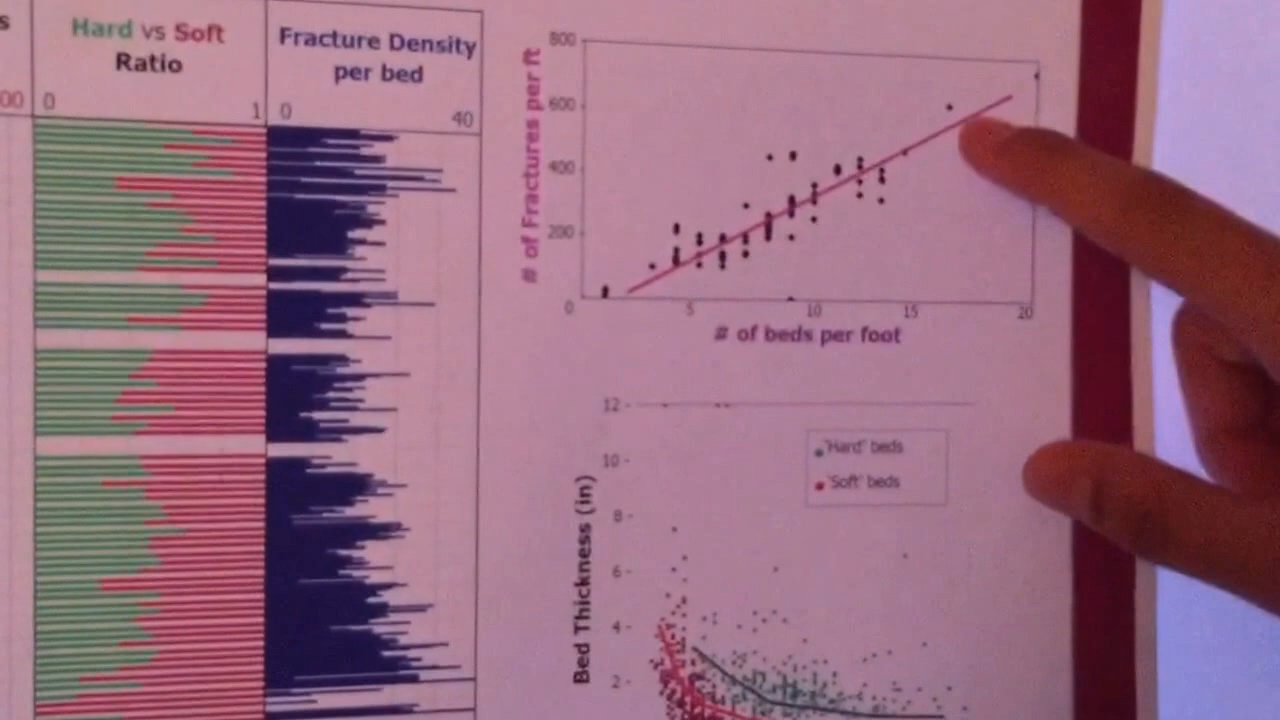 s
00
Hard vs Soft
Ratio
0 1
Fracture Density
per bed
0 40
# of Fractures per ft
800
600
400
200
0
5 10 15 20
# of beds per foot
Bed Thickness (in)
12
10
8
6
4
2
'Hard' beds
'Soft' beds